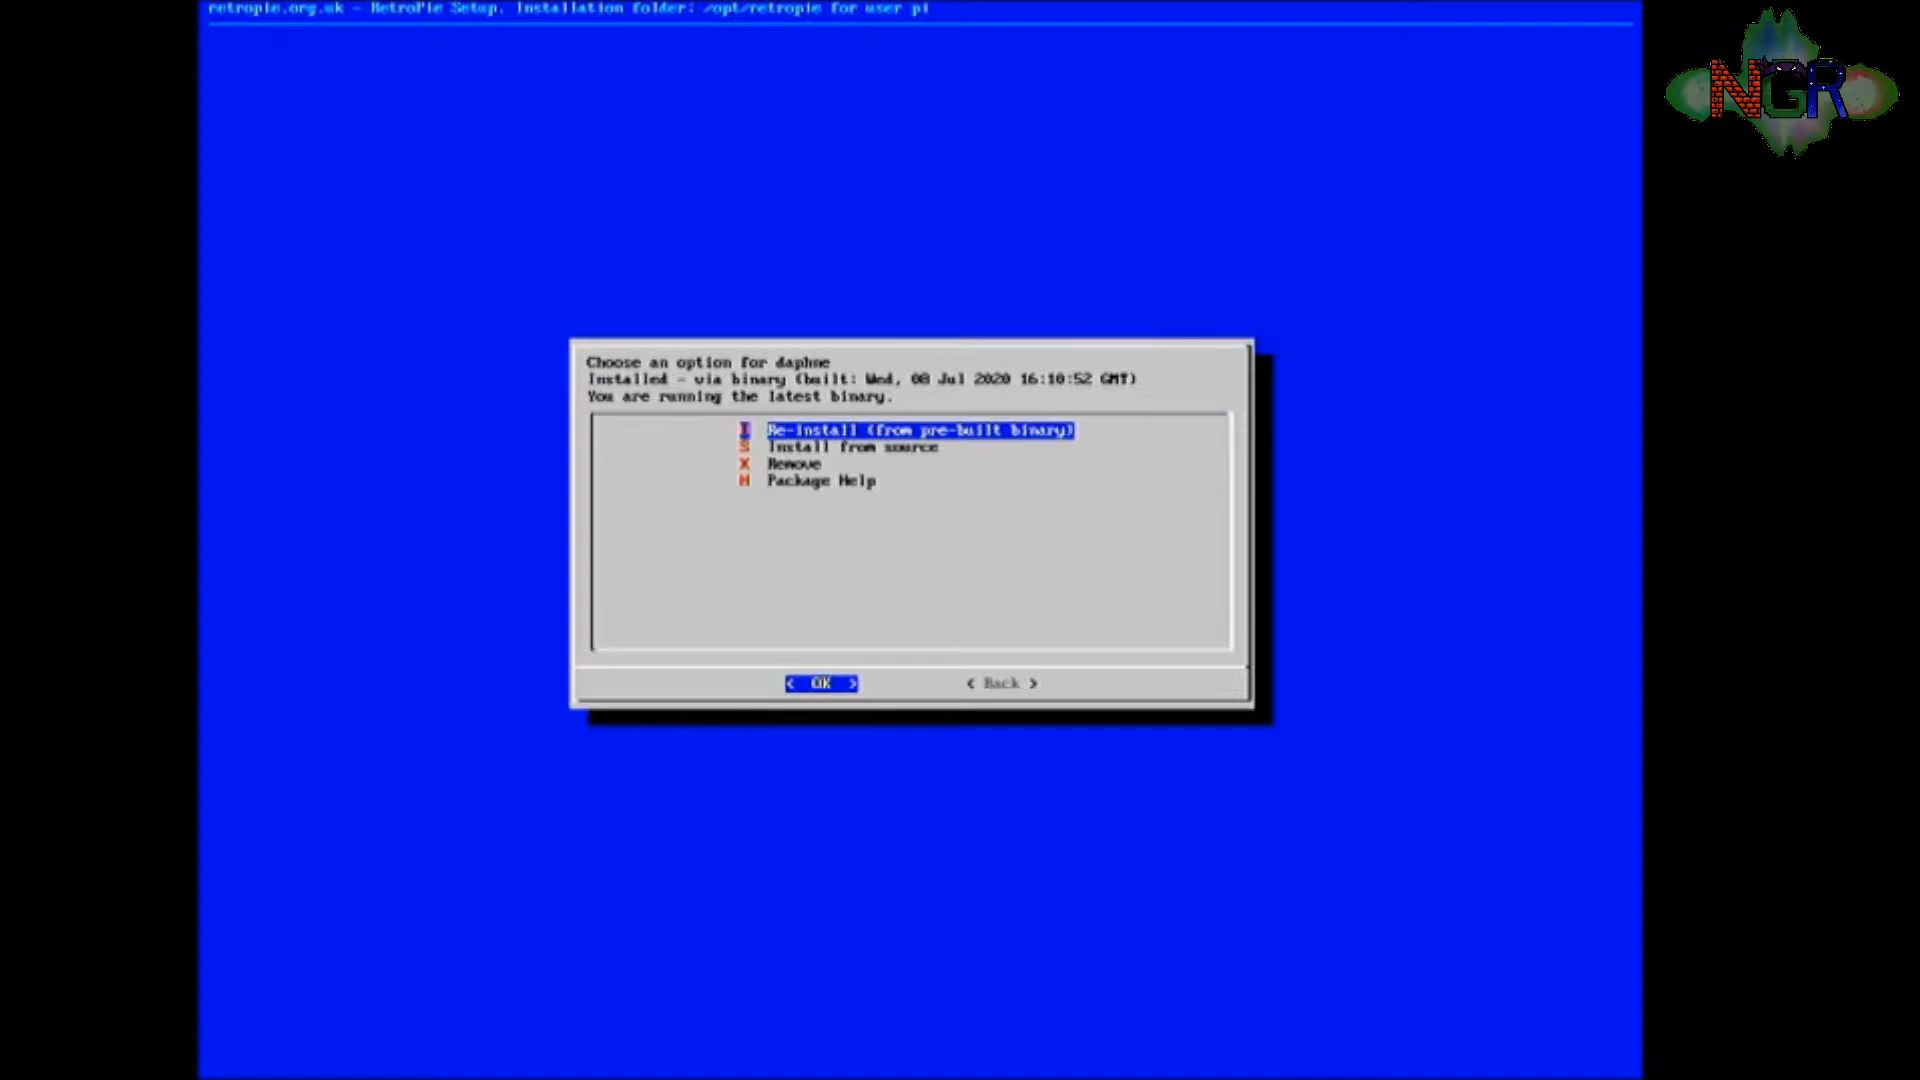 retropie.org.uk - RetroPie Setup. Installation folder: /opt/retropie for user pi
NGR
Choose an option for daphne
Installed - via binary (built: Wed, 08 Jul 2020 16:10:52 GMT)
You are running the latest binary.
I Re-install (from pre-built binary)
S Install from source
X Remove
H Package Help
< OK > < Back >